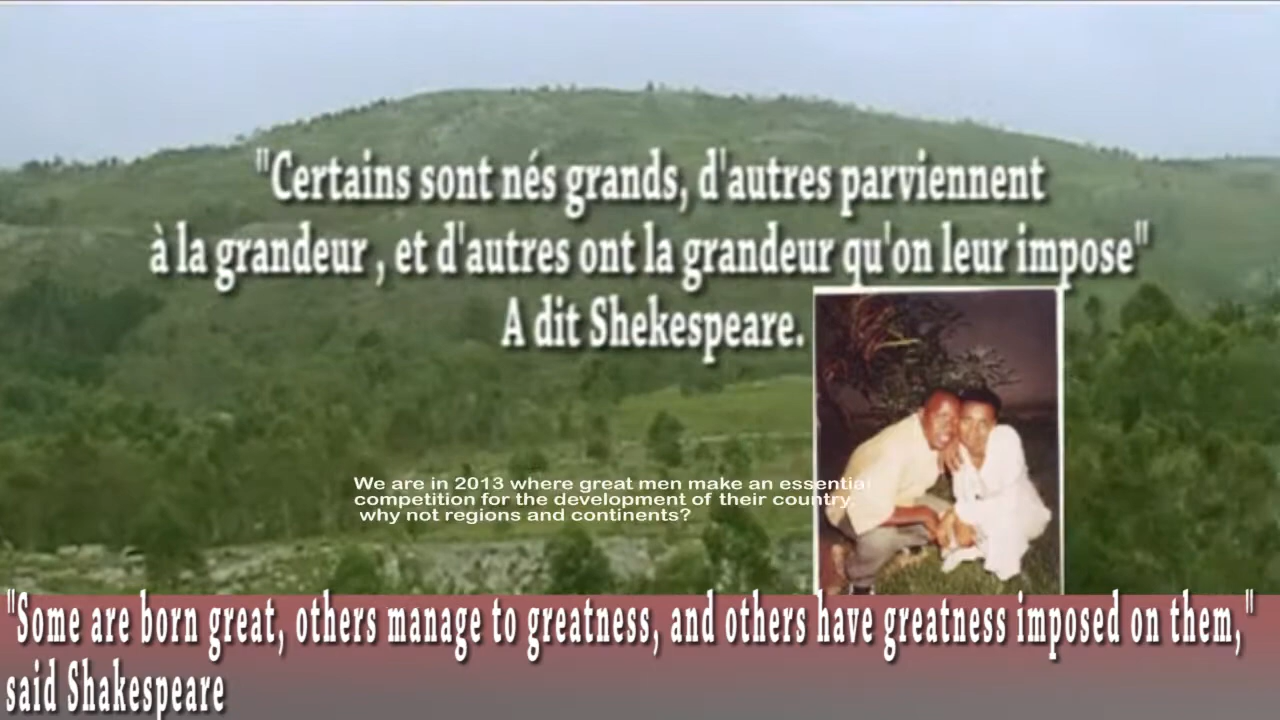 "Certains sont nés grands, d'autres parviennent
à la grandeur , et d'autres ont la grandeur qu'on leur impose"
A dit Shekespeare.
We are in 2013 where great men make an essential
competition for the development of their country,
why not regions and continents?
"Some are born great, others manage to greatness, and others have greatness imposed on them,"
said Shakespeare